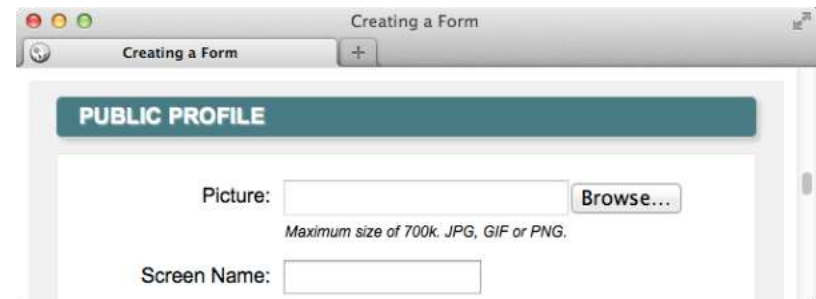 Creating a Form
Creating a Form
PUBLIC PROFILE
Picture:
Browse...
Maximum size of 700k. JPG, GIF or PNG.
Screen Name: